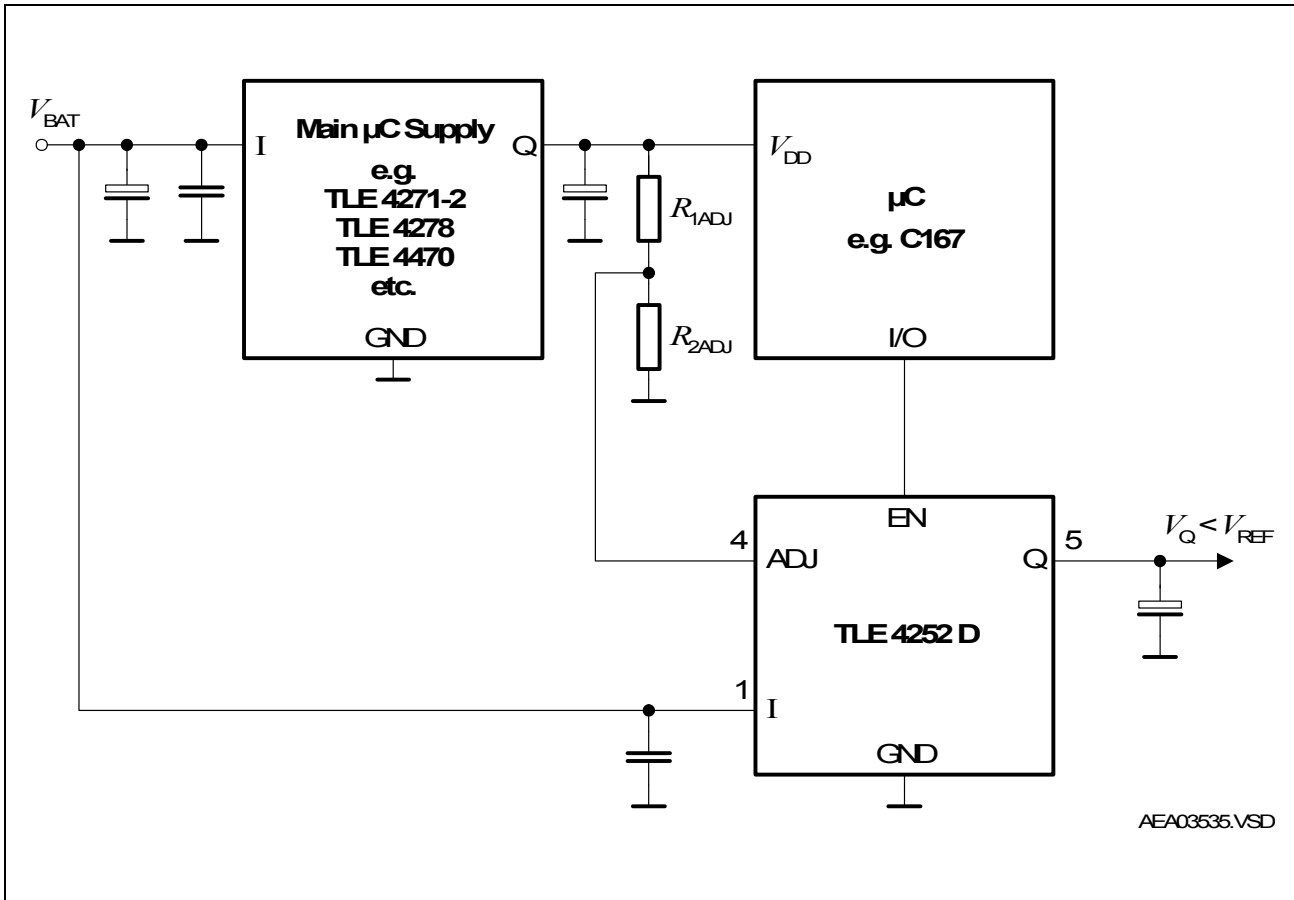 V_BAT
I
Main µC Supply
e.g.
TLE 4271-2
TLE 4278
TLE 4470
etc.
Q
GND
R_1ADJ
R_2ADJ
V_DD
µC
e.g. C167
I/O
EN
4
ADJ
Q
5
V_Q < V_REF
TLE 4252 D
1
I
GND
AEA03535.VSD